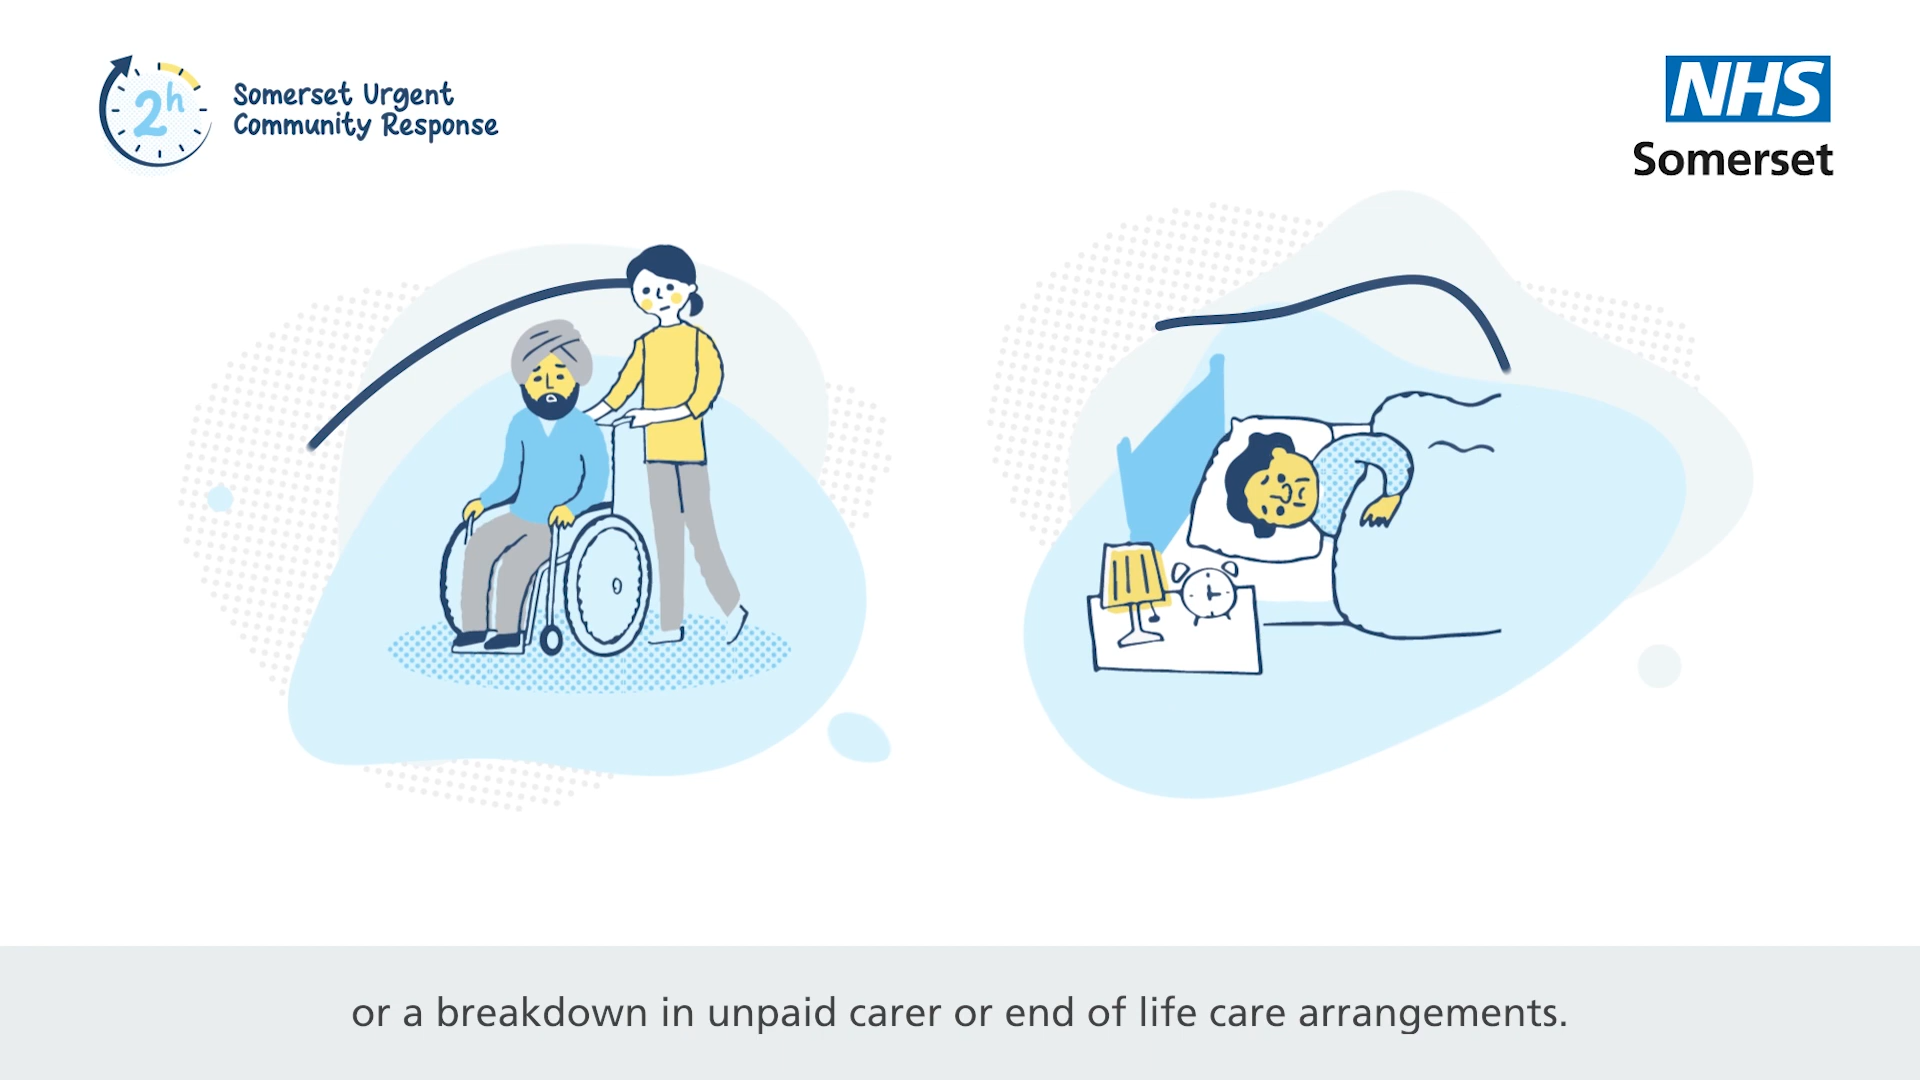 2h
Somerset Urgent
Community Response
NHS
Somerset
or a breakdown in unpaid carer or end of life care arrangements.